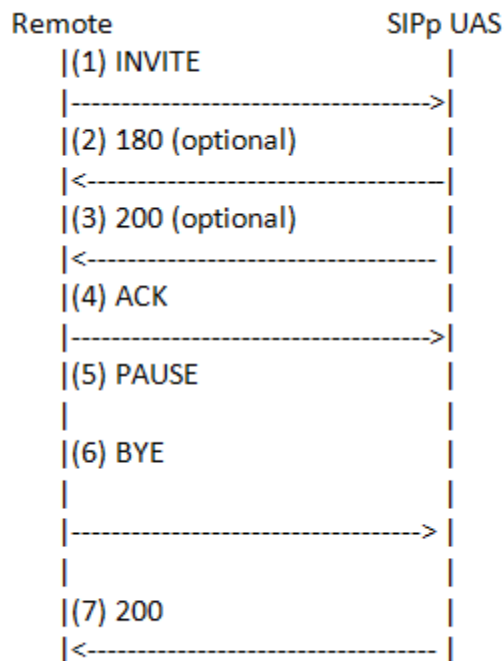 Remote SIPp UAS
|(1) INVITE |
|------------------------------------>|
|(2) 180 (optional) |
|<------------------------------------|
|(3) 200 (optional) |
|<----------------------------------- |
|(4) ACK |
|------------------------------------>|
|(5) PAUSE |
| |
|(6) BYE |
| |
|-----------------------------------> |
| |
|(7) 200 |
|<----------------------------------- |